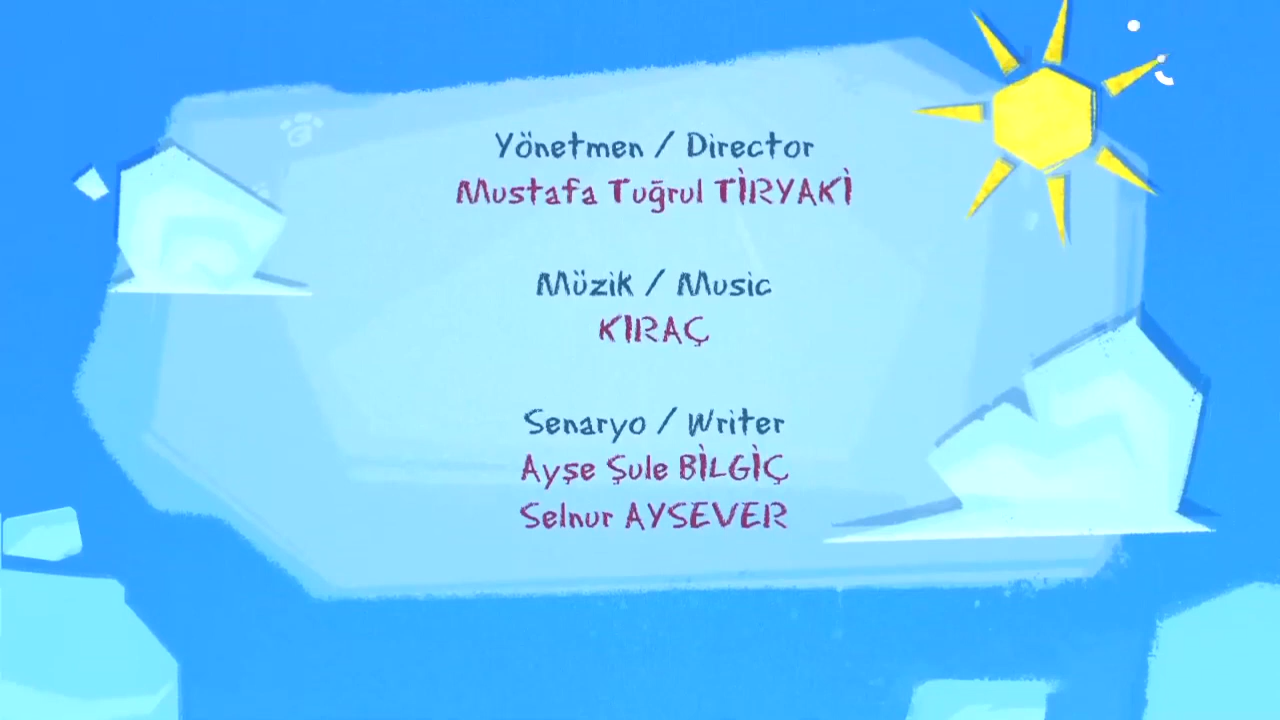 Yönetmen / Director
Mustafa Tuğrul TİRYAKİ
Müzik / Music
KIRAÇ
Senaryo / Writer
Ayşe Şule BİLGİÇ
Selnur AYSEVER